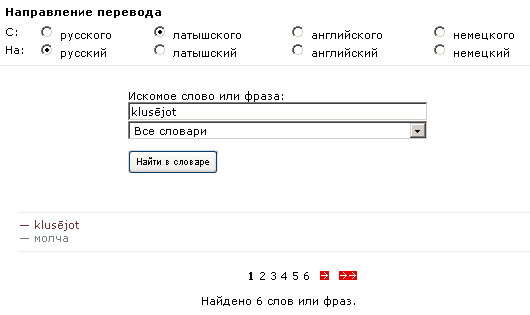 Направление перевода
С: русского латышского английского немецкого
На: русский латышский английский немецкий
Искомое слово или фраза:
klusējot
Все словари
Найти в словаре
— klusējot
— молча
1 2 3 4 5 6
Найдено 6 слов или фраз.